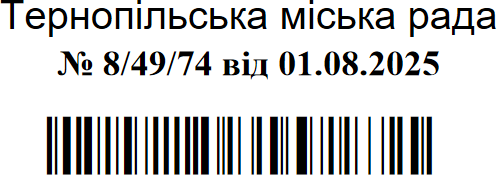 Тернопільська міська рада
№ 8/49/74 від 01.08.2025